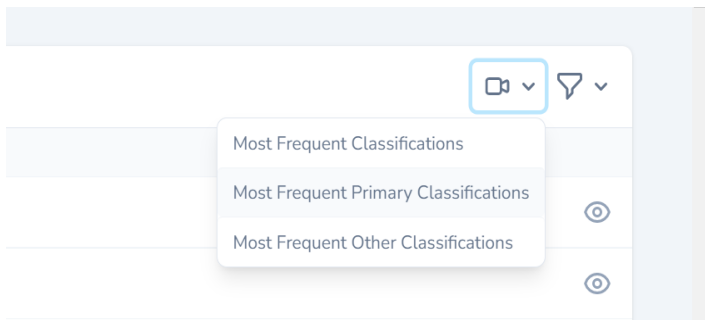 Most Frequent Classifications
Most Frequent Primary Classifications
Most Frequent Other Classifications